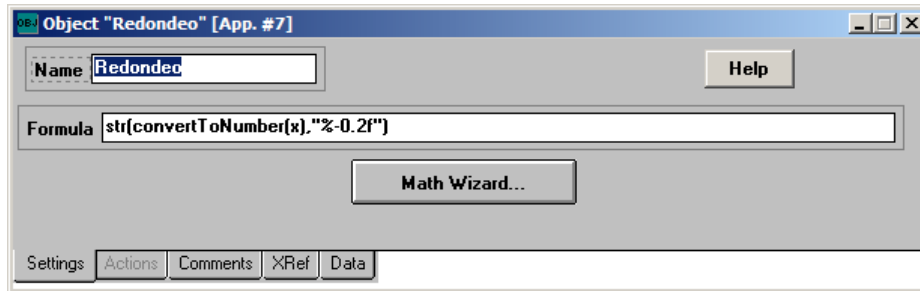 OBJ Object "Redondeo" [App. #7]
Name Redondeo
Help
Formula str(convertToNumber(x),"%-0.2f")
Math Wizard...
Settings Actions Comments XRef Data